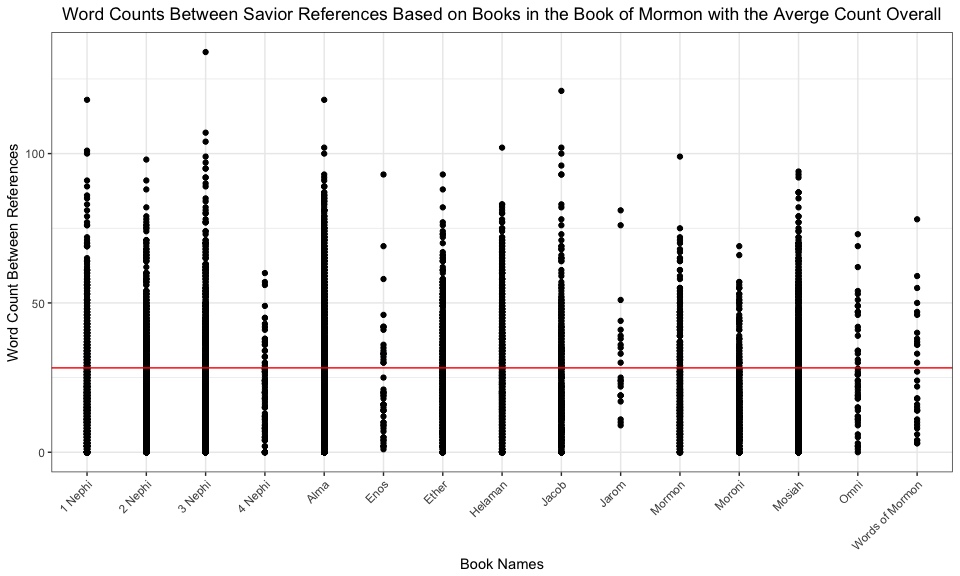 Word Counts Between Savior References Based on Books in the Book of Mormon with the Averge Count Overall
Word Count Between References
100
50
0
1 Nephi
2 Nephi
3 Nephi
4 Nephi
Alma
Enos
Ether
Helaman
Jacob
Jarom
Mormon
Moroni
Mosiah
Omni
Words of Mormon
Book Names